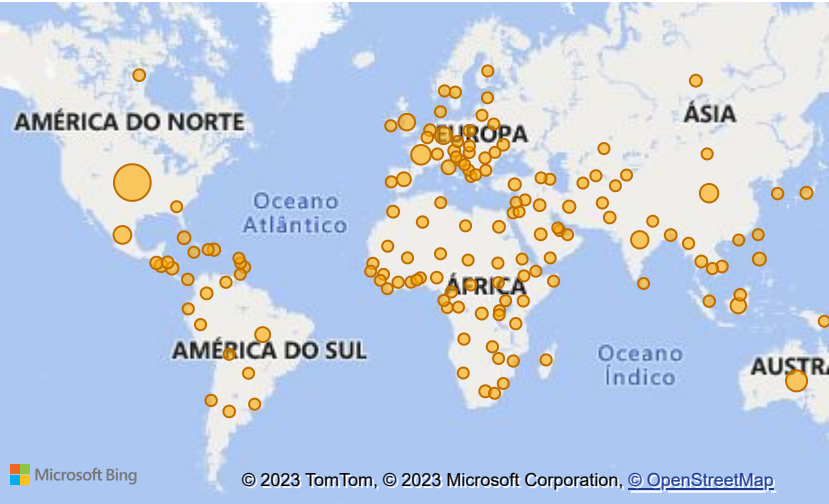 AMÉRICA DO NORTE
EUROPA
ÁSIA
Oceano
Atlântico
ÁFRICA
AMÉRICA DO SUL
Oceano
Índico
AUSTRA
Microsoft Bing
© 2023 TomTom, © 2023 Microsoft Corporation, © OpenStreetMap